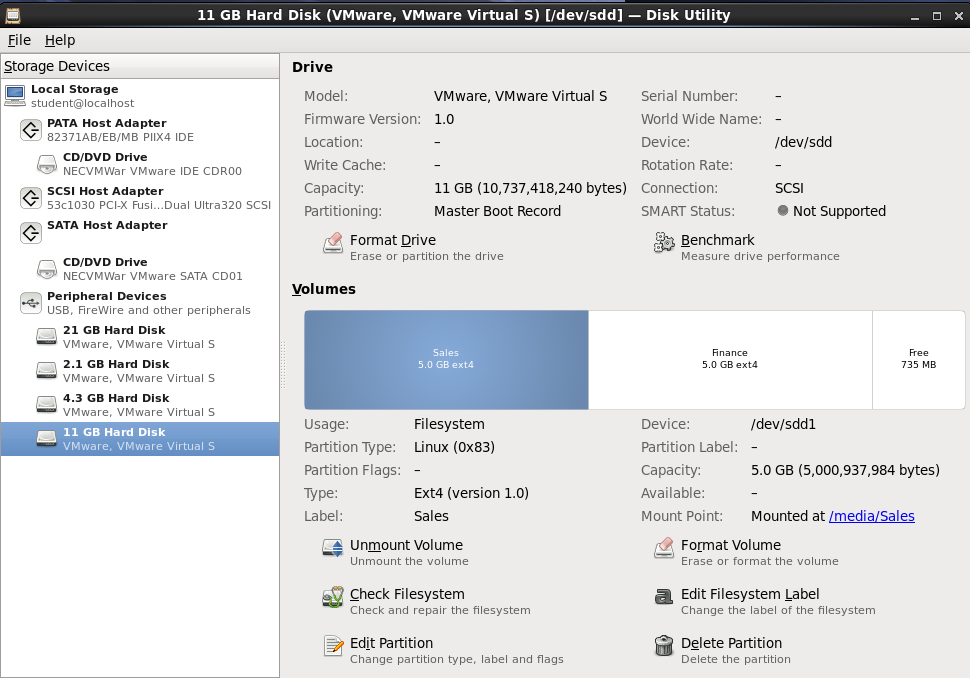 11 GB Hard Disk (VMware, VMware Virtual S) [/dev/sdd] — Disk Utility
File Help
Storage Devices
Local Storage
student@localhost
PATA Host Adapter
82371AB/EB/MB PIIX4 IDE
CD/DVD Drive
NECVMWar VMware IDE CDR00
SCSI Host Adapter
53c1030 PCI-X Fusi...Dual Ultra320 SCSI
SATA Host Adapter
CD/DVD Drive
NECVMWar VMware SATA CD01
Peripheral Devices
USB, FireWire and other peripherals
21 GB Hard Disk
VMware, VMware Virtual S
2.1 GB Hard Disk
VMware, VMware Virtual S
4.3 GB Hard Disk
VMware, VMware Virtual S
11 GB Hard Disk
VMware, VMware Virtual S
Drive
Model: VMware, VMware Virtual S Serial Number: –
Firmware Version: 1.0 World Wide Name: –
Location: – Device: /dev/sdd
Write Cache: – Rotation Rate: –
Capacity: 11 GB (10,737,418,240 bytes) Connection: SCSI
Partitioning: Master Boot Record SMART Status: Not Supported
Format Drive Benchmark
Erase or partition the drive Measure drive performance
Volumes
Sales Finance Free
5.0 GB ext4 5.0 GB ext4 735 MB
Usage: Filesystem Device: /dev/sdd1
Partition Type: Linux (0x83) Partition Label: –
Partition Flags: – Capacity: 5.0 GB (5,000,937,984 bytes)
Type: Ext4 (version 1.0) Available: –
Label: Sales Mount Point: Mounted at /media/Sales
Unmount Volume Format Volume
Unmount the volume Erase or format the volume
Check Filesystem Edit Filesystem Label
Check and repair the filesystem Change the label of the filesystem
Edit Partition Delete Partition
Change partition type, label and flags Delete the partition